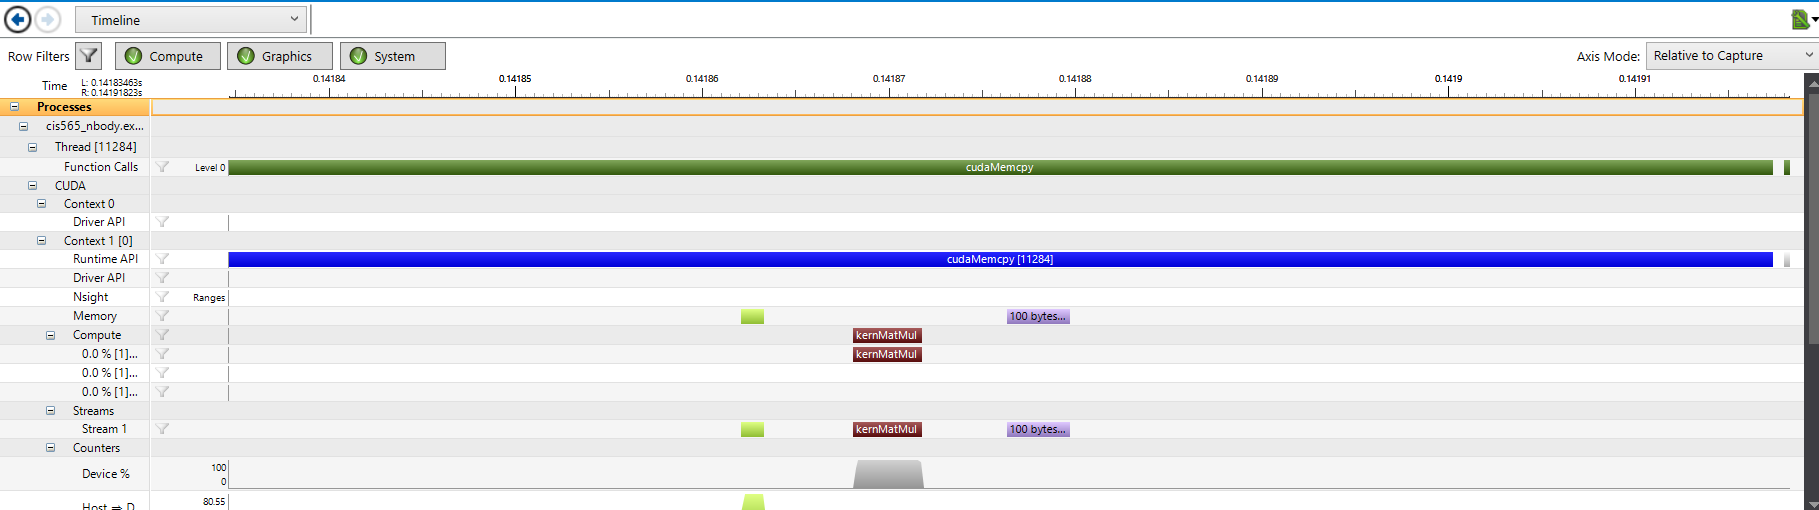 Timeline
Row Filters Compute Graphics System Axis Mode: Relative to Capture
Time L: 0.14183463s 0.14184 0.14185 0.14186 0.14187 0.14188 0.14189 0.1419 0.14191
R: 0.14191823s
Processes
cis565_nbody.ex...
Thread [11284]
Function Calls Level 0 cudaMemcpy
CUDA
Context 0
Driver API
Context 1 [0]
Runtime API cudaMemcpy [11284]
Driver API
Nsight Ranges
Memory 100 bytes...
Compute kernMatMul
0.0 % [1]... kernMatMul
0.0 % [1]...
0.0 % [1]...
Streams
Stream 1 kernMatMul 100 bytes...
Counters
Device % 100
0
Host ⇒ D 80.55